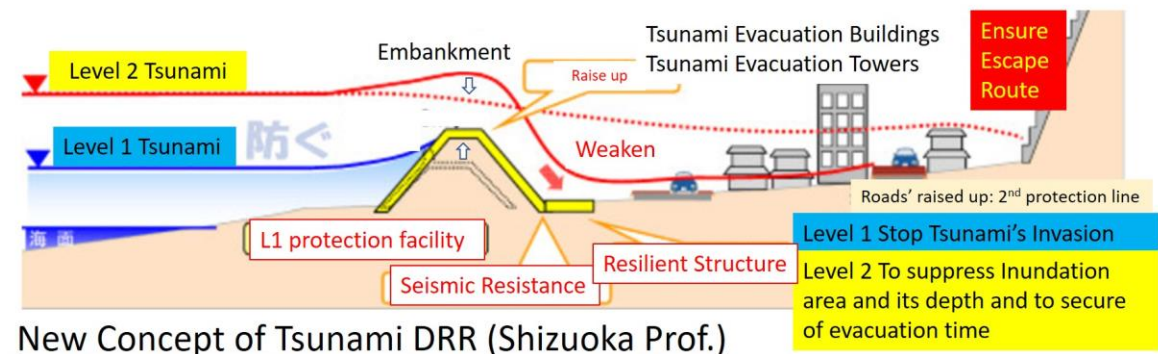 Level 2 Tsunami
Embankment
Raise up
Tsunami Evacuation Buildings
Tsunami Evacuation Towers
Ensure
Escape
Route
Level 1 Tsunami
防ぐ
Weaken
Roads' raised up: 2nd protection line
海面
L1 protection facility
Seismic Resistance
Resilient Structure
Level 1 Stop Tsunami's Invasion
Level 2 To suppress Inundation
area and its depth and to secure
of evacuation time
New Concept of Tsunami DRR (Shizuoka Prof.)